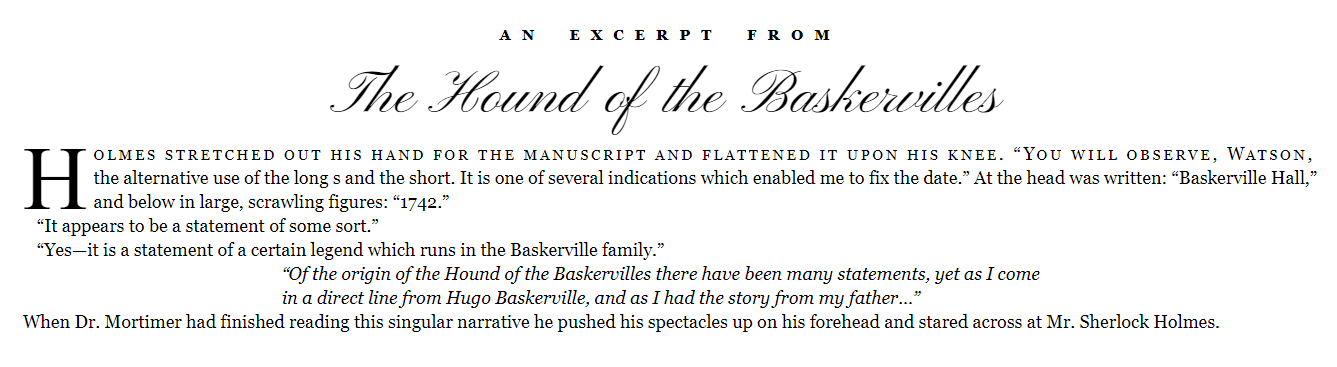 AN EXCERPT FROM
The Hound of the Baskervilles
HOLMES STRETCHED OUT HIS HAND FOR THE MANUSCRIPT AND FLATTENED IT UPON HIS KNEE. “YOU WILL OBSERVE, WATSON,
the alternative use of the long s and the short. It is one of several indications which enabled me to fix the date.” At the head was written: “Baskerville Hall,”
and below in large, scrawling figures: “1742.”
“It appears to be a statement of some sort.”
“Yes—it is a statement of a certain legend which runs in the Baskerville family.”
“Of the origin of the Hound of the Baskervilles there have been many statements, yet as I come
in a direct line from Hugo Baskerville, and as I had the story from my father...”
When Dr. Mortimer had finished reading this singular narrative he pushed his spectacles up on his forehead and stared across at Mr. Sherlock Holmes.